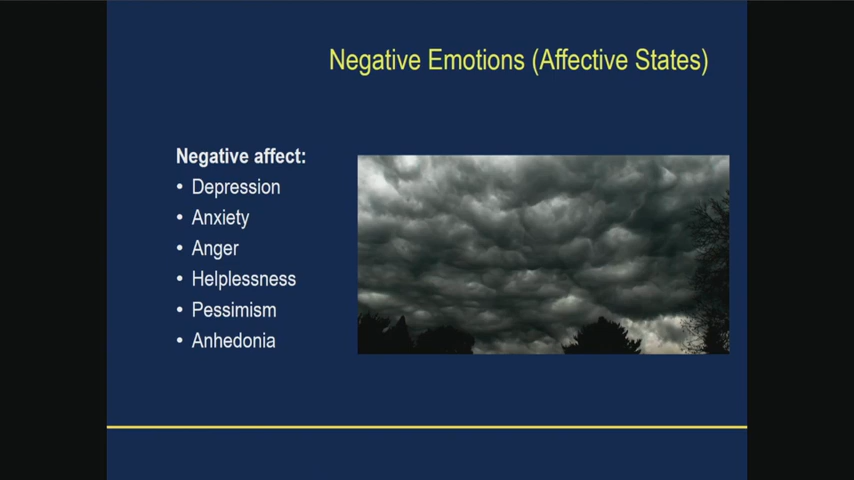 Negative Emotions (Affective States)
Negative affect:
• Depression
• Anxiety
• Anger
• Helplessness
• Pessimism
• Anhedonia